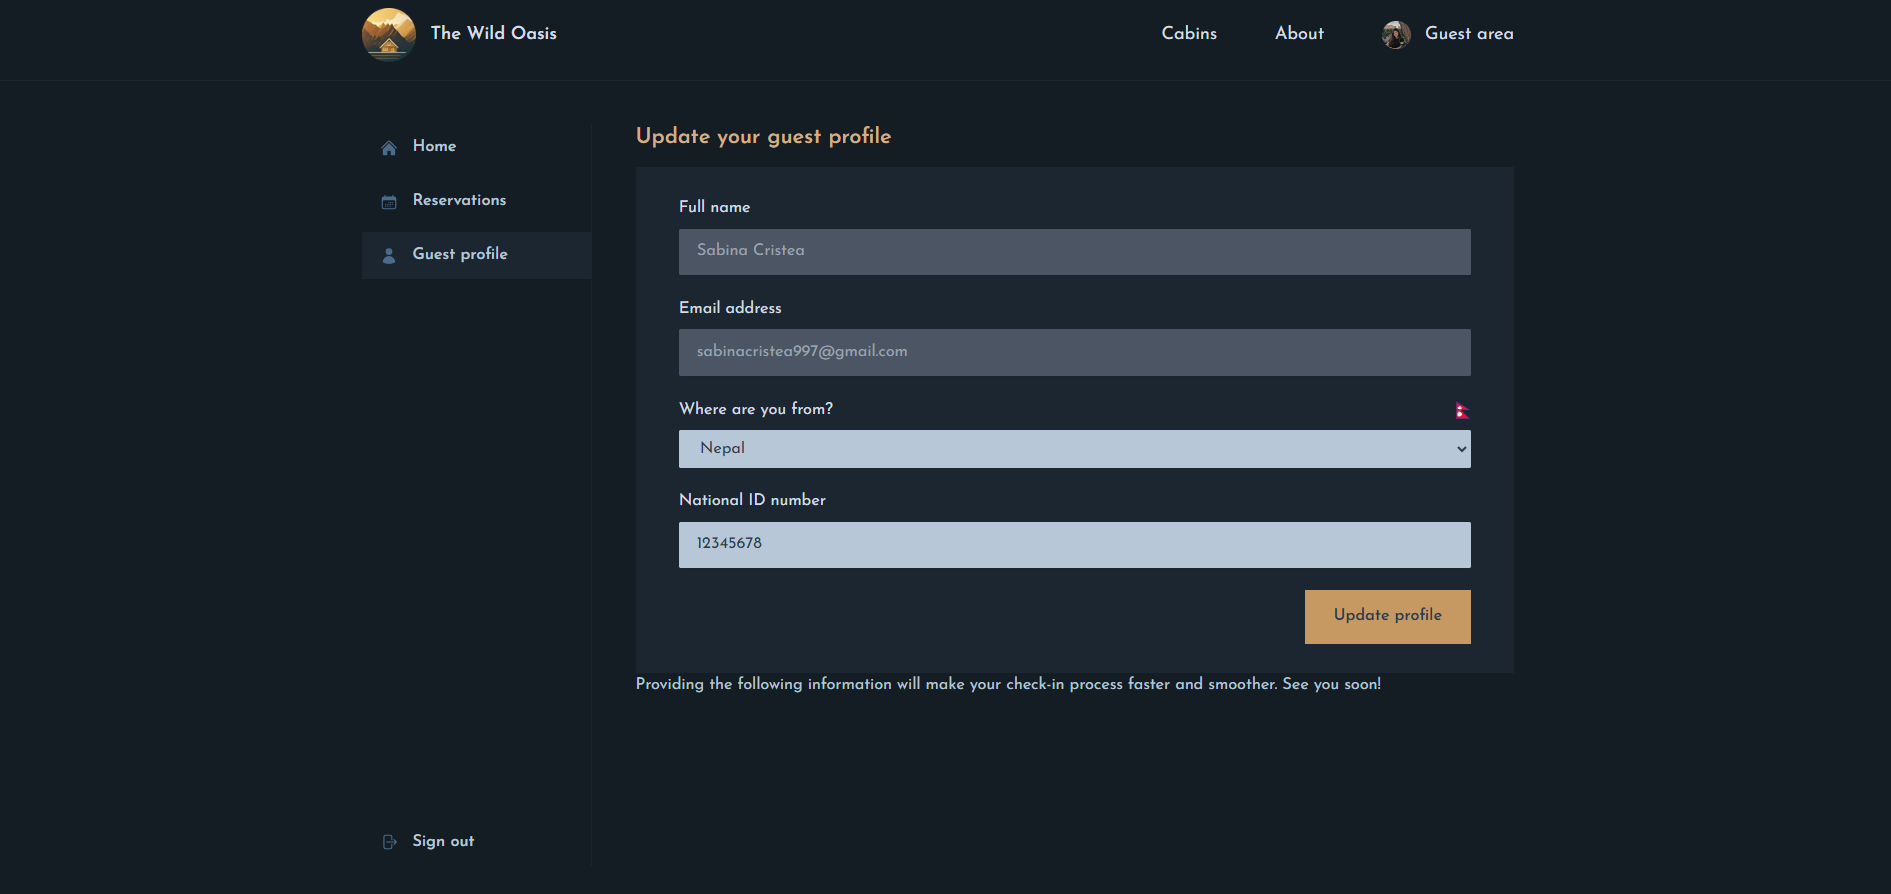 The Wild Oasis
Cabins
About
Guest area
Home
Reservations
Guest profile
Sign out
Update your guest profile
Full name
Sabina Cristea
Email address
sabinacristea997@gmail.com
Where are you from?
Nepal
National ID number
12345678
Update profile
Providing the following information will make your check-in process faster and smoother. See you soon!